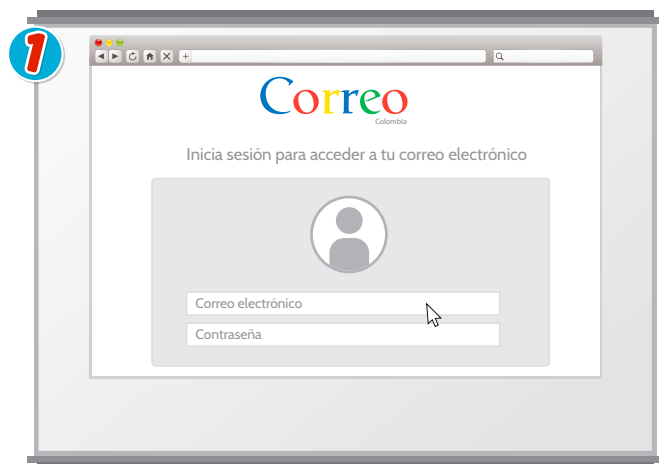 1
Correo
Colombia
Inicia sesión para acceder a tu correo electrónico
Correo electrónico
Contraseña